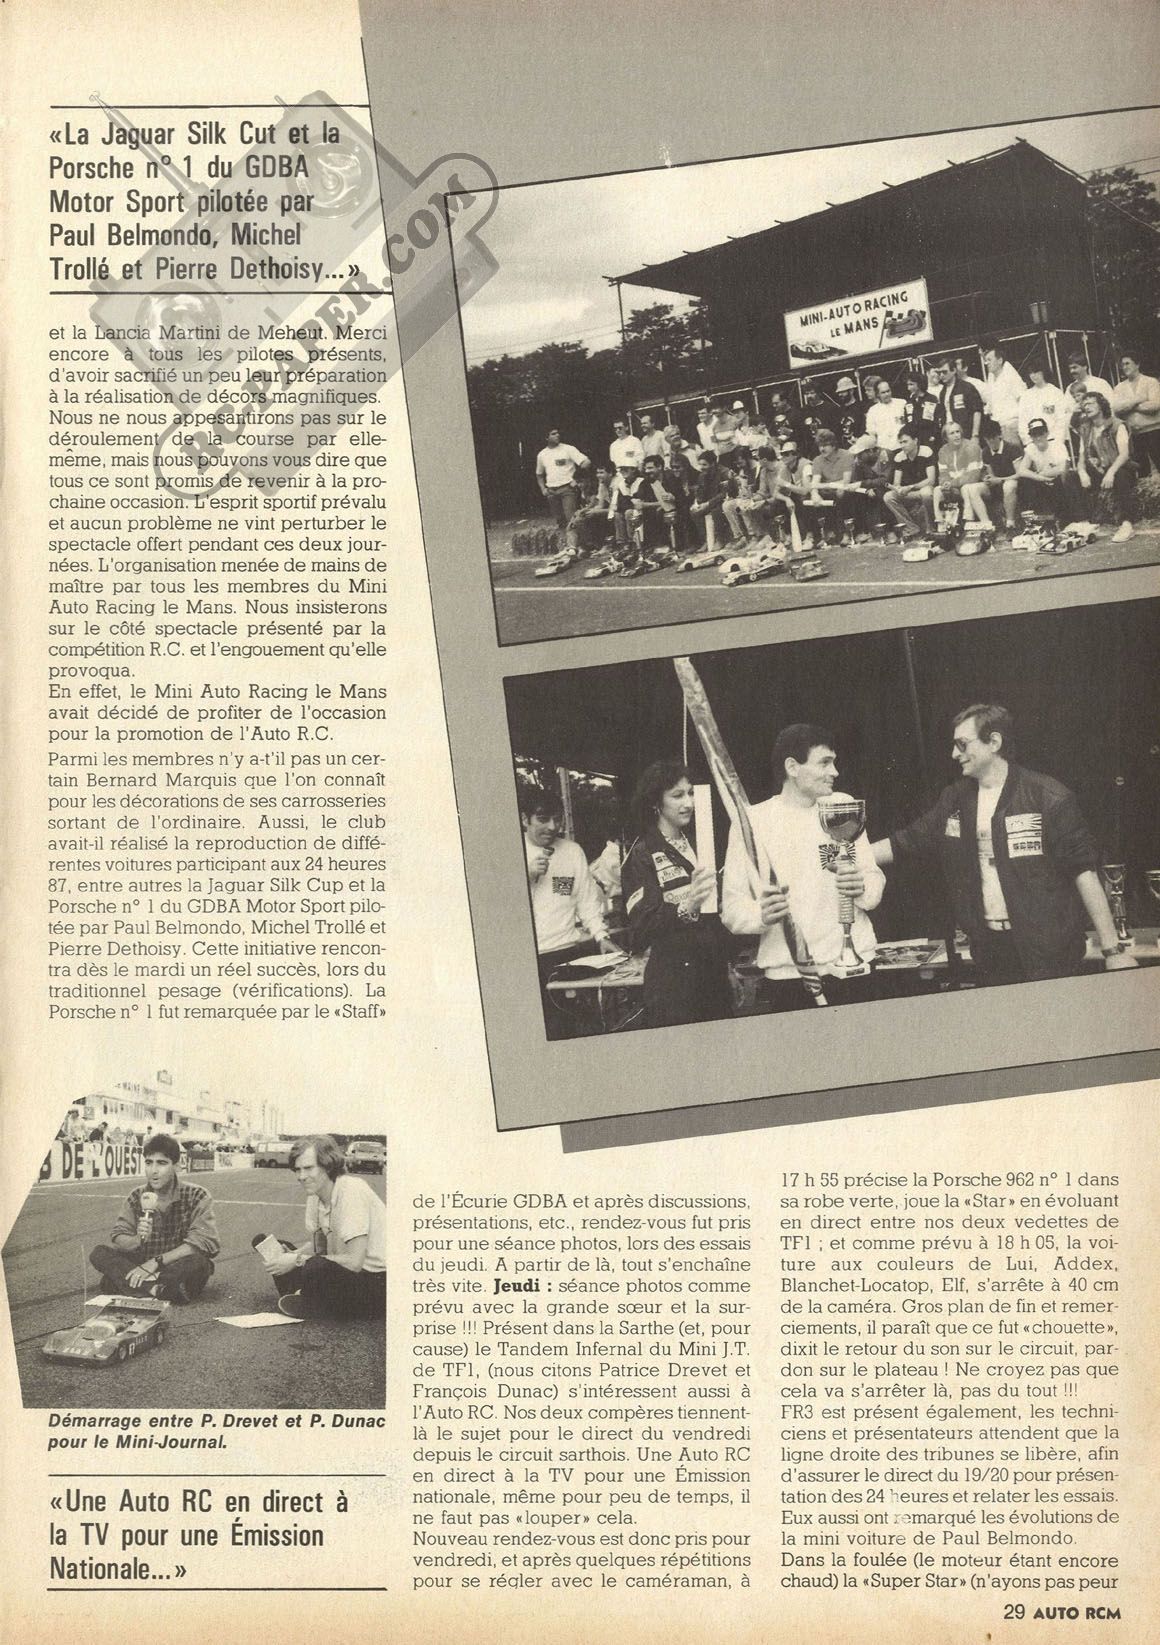 «La Jaguar Silk Cut et la
Porsche n° 1 du GDBA
Motor Sport pilotée par
Paul Belmondo, Michel
Trollé et Pierre Dethoisy...»
RC-PAPER.COM
et la Lancia Martini de Meheut. Merci
encore à tous les pilotes présents,
d'avoir sacrifié un peu leur préparation
à la réalisation de décors magnifiques.
Nous ne nous appesantirons pas sur le
déroulement de la course par elle-
même, mais nous pouvons vous dire que
tous ce sont promis de revenir à la pro-
chaine occasion. L'esprit sportif prévalu
et aucun problème ne vint perturber le
spectacle offert pendant ces deux jour-
nées. L'organisation menée de mains de
maître par tous les membres du Mini
Auto Racing le Mans. Nous insisterons
sur le côté spectacle présenté par la
compétition R.C. et l'engouement qu'elle
provoqua.
En effet, le Mini Auto Racing le Mans
avait décidé de profiter de l'occasion
pour la promotion de l'Auto R.C.
Parmi les membres n'y a-t'il pas un cer-
tain Bernard Marquis que l'on connaît
pour les décorations de ses carrosseries
sortant de l'ordinaire. Aussi, le club
avait-il réalisé la reproduction de diffé-
rentes voitures participant aux 24 heures
87, entre autres la Jaguar Silk Cup et la
Porsche n° 1 du GDBA Motor Sport pilo-
tée par Paul Belmondo, Michel Trollé et
Pierre Dethoisy. Cette initiative rencon-
tra dès le mardi un réel succès, lors du
traditionnel pesage (vérifications). La
Porsche n° 1 fut remarquée par le «Staff»
MINI-AUTO RACING
LE MANS
DE L'OUEST
Démarrage entre P. Drevet et P. Dunac
pour le Mini-Journal.
«Une Auto RC en direct à
la TV pour une Émission
Nationale...»
de l'Écurie GDBA et après discussions,
présentations, etc., rendez-vous fut pris
pour une séance photos, lors des essais
du jeudi. A partir de là, tout s'enchaîne
très vite. Jeudi : séance photos comme
prévu avec la grande sœur et la sur-
prise !!! Présent dans la Sarthe (et, pour
cause) le Tandem Infernal du Mini J.T.
de TF1, (nous citons Patrice Drevet et
François Dunac) s'intéressent aussi à
l'Auto RC. Nos deux compères tiennent-
là le sujet pour le direct du vendredi
depuis le circuit sarthois. Une Auto RC
en direct à la TV pour une Émission
nationale, même pour peu de temps, il
ne faut pas «louper» cela.
Nouveau rendez-vous est donc pris pour
vendredi, et après quelques répétitions
pour se régler avec le caméraman, à
17 h 55 précise la Porsche 962 n° 1 dans
sa robe verte, joue la «Star» en évoluant
en direct entre nos deux vedettes de
TF1 ; et comme prévu à 18 h 05, la voi-
ture aux couleurs de Lui, Addex,
Blanchet-Locatop, Elf, s'arrête à 40 cm
de la caméra. Gros plan de fin et remer-
ciements, il paraît que ce fut «chouette»,
dixit le retour du son sur le circuit, par-
don sur le plateau ! Ne croyez pas que
cela va s'arrêter là, pas du tout !!!
FR3 est présent également, les techni-
ciens et présentateurs attendent que la
ligne droite des tribunes se libère, afin
d'assurer le direct du 19/20 pour présen-
tation des 24 heures et relater les essais.
Eux aussi ont remarqué les évolutions de
la mini voiture de Paul Belmondo.
Dans la foulée (le moteur étant encore
chaud) la «Super Star» (n'ayons pas peur
29 AUTO RCM